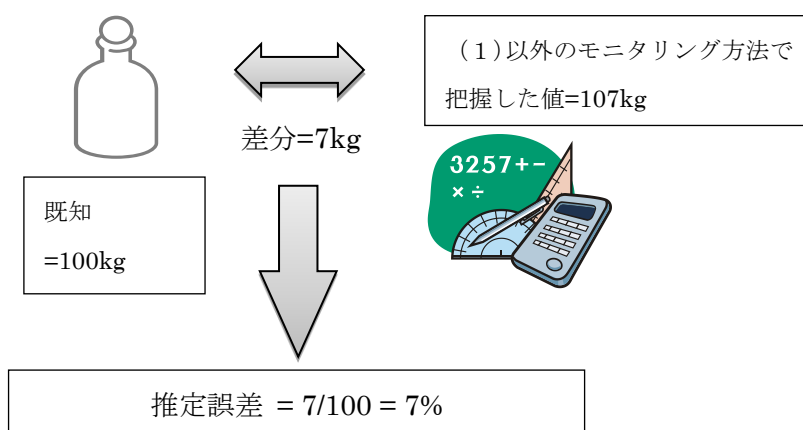 (1)以外のモニタリング方法で
把握した値=107kg
差分=7kg
3257+-
×÷
既知
=100kg
推定誤差 = 7/100 = 7%